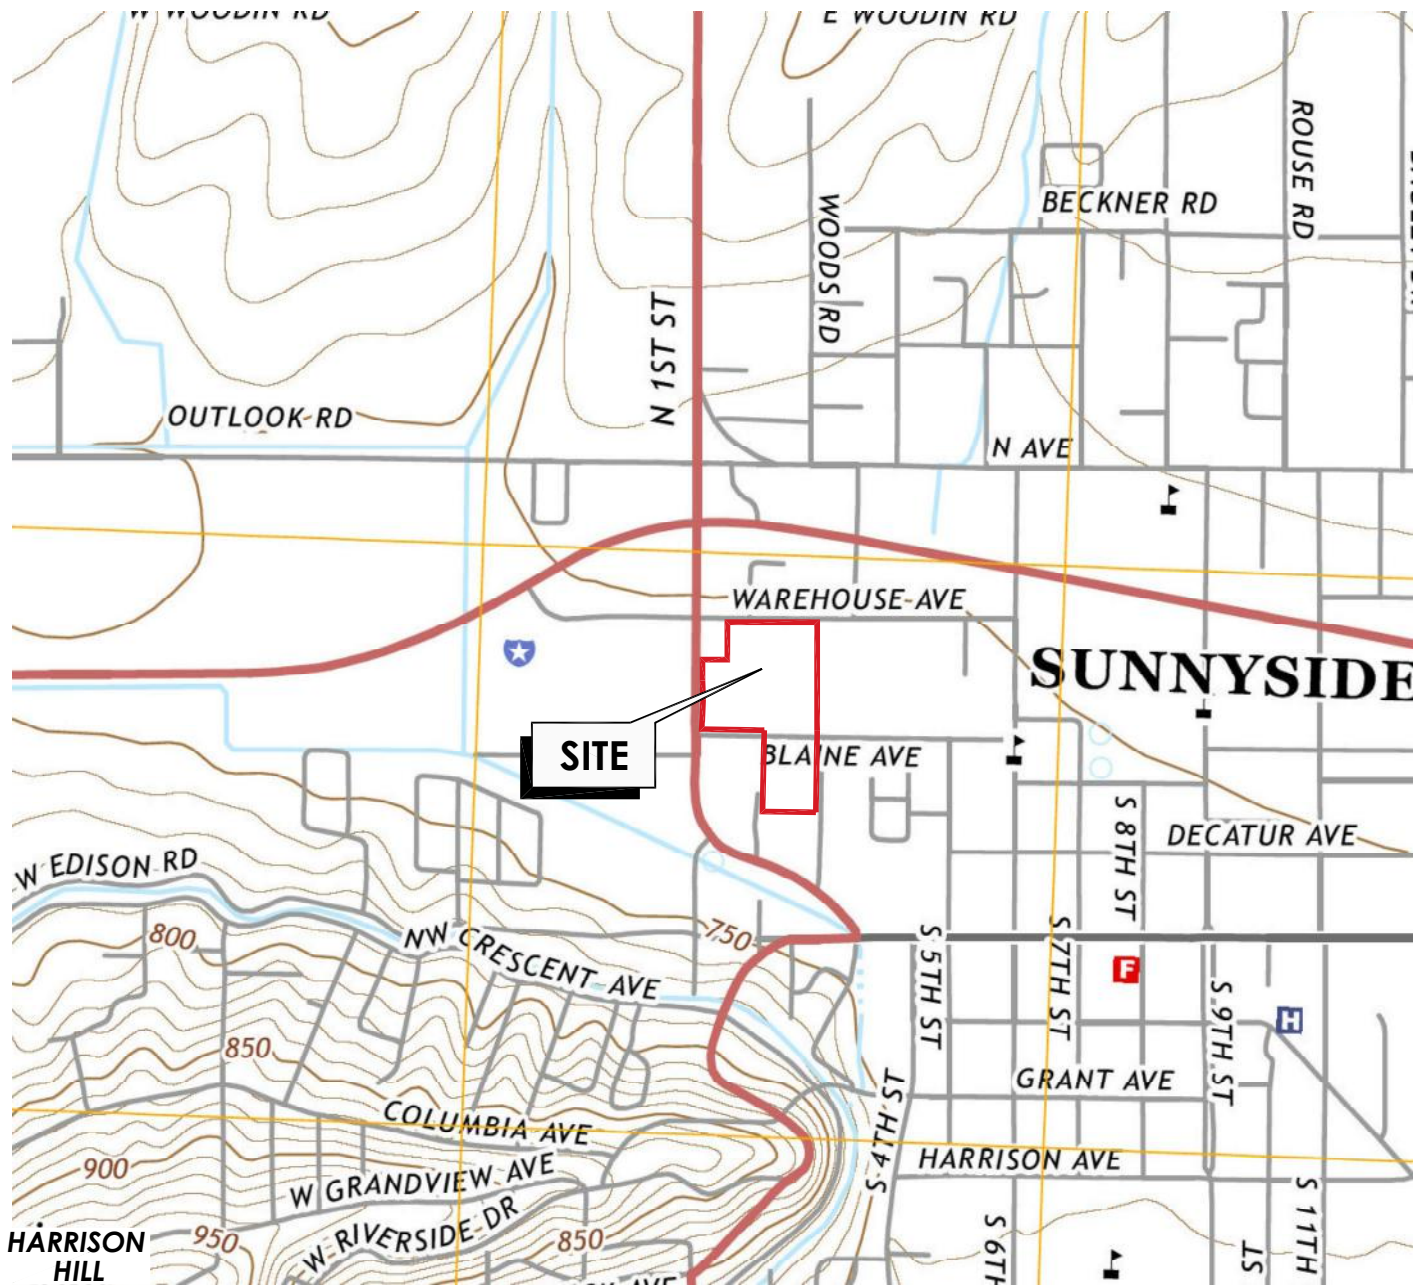 W WOODIN RD
E WOODIN RD
ROUSE RD
BECKNER RD
WOODS RD
N 1ST ST
OUTLOOK RD
N AVE
WAREHOUSE AVE
SUNNYSIDE
SITE
BLAINE AVE
S 8TH ST
DECATUR AVE
W EDISON RD
800
NW CRESCENT AVE
750
S 5TH ST
S 7TH ST
F
S 9TH ST
H
850
GRANT AVE
COLUMBIA AVE
S 4TH ST
HARRISON AVE
900
W GRANDVIEW AVE
S 11TH
W RIVERSIDE DR
S 6TH
950
850
HARRISON
HILL
ST
AVE